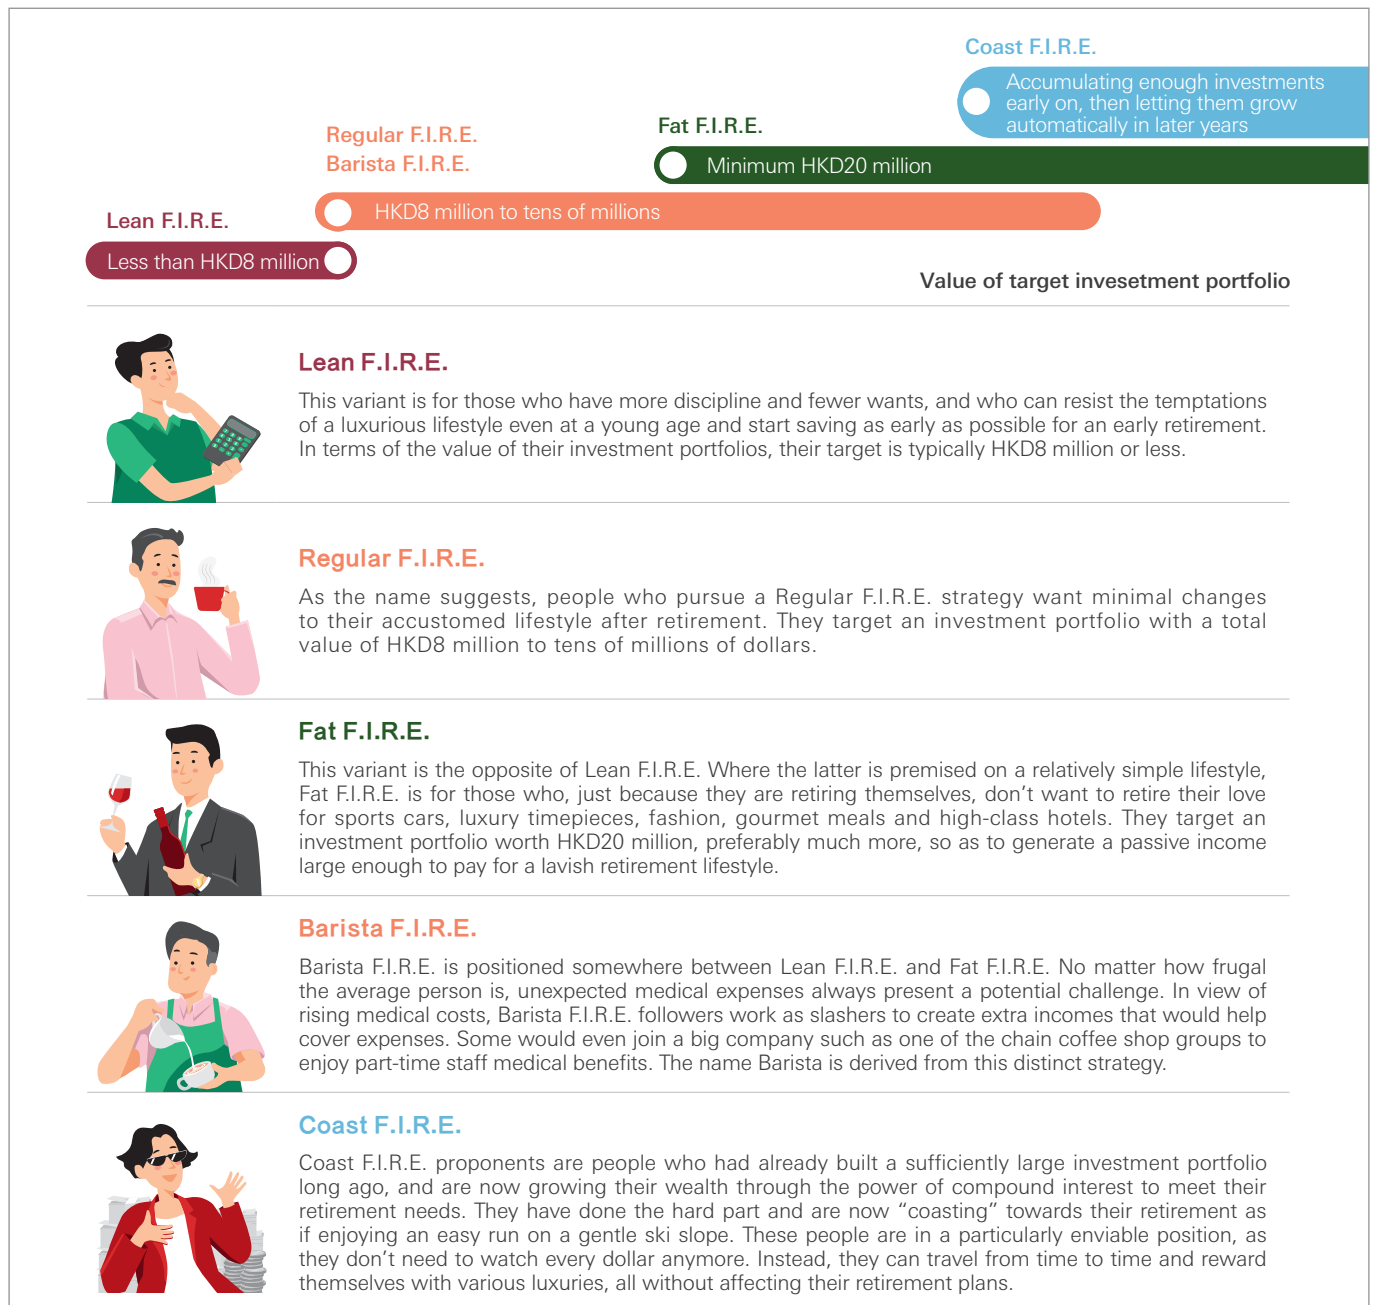 Coast F.I.R.E.
Accumulating enough investments
early on, then letting them grow
automatically in later years
Fat F.I.R.E.
Minimum HKD20 million
Regular F.I.R.E.
Barista F.I.R.E.
HKD8 million to tens of millions
Lean F.I.R.E.
Less than HKD8 million
Value of target invesetment portfolio
Lean F.I.R.E.
This variant is for those who have more discipline and fewer wants, and who can resist the temptations
of a luxurious lifestyle even at a young age and start saving as early as possible for an early retirement.
In terms of the value of their investment portfolios, their target is typically HKD8 million or less.
Regular F.I.R.E.
As the name suggests, people who pursue a Regular F.I.R.E. strategy want minimal changes
to their accustomed lifestyle after retirement. They target an investment portfolio with a total
value of HKD8 million to tens of millions of dollars.
Fat F.I.R.E.
This variant is the opposite of Lean F.I.R.E. Where the latter is premised on a relatively simple lifestyle,
Fat F.I.R.E. is for those who, just because they are retiring themselves, don't want to retire their love
for sports cars, luxury timepieces, fashion, gourmet meals and high-class hotels. They target an
investment portfolio worth HKD20 million, preferably much more, so as to generate a passive income
large enough to pay for a lavish retirement lifestyle.
Barista F.I.R.E.
Barista F.I.R.E. is positioned somewhere between Lean F.I.R.E. and Fat F.I.R.E. No matter how frugal
the average person is, unexpected medical expenses always present a potential challenge. In view of
rising medical costs, Barista F.I.R.E. followers work as slashers to create extra incomes that would help
cover expenses. Some would even join a big company such as one of the chain coffee shop groups to
enjoy part-time staff medical benefits. The name Barista is derived from this distinct strategy.
Coast F.I.R.E.
Coast F.I.R.E. proponents are people who had already built a sufficiently large investment portfolio
long ago, and are now growing their wealth through the power of compound interest to meet their
retirement needs. They have done the hard part and are now “coasting” towards their retirement as
if enjoying an easy run on a gentle ski slope. These people are in a particularly enviable position, as
they don't need to watch every dollar anymore. Instead, they can travel from time to time and reward
themselves with various luxuries, all without affecting their retirement plans.